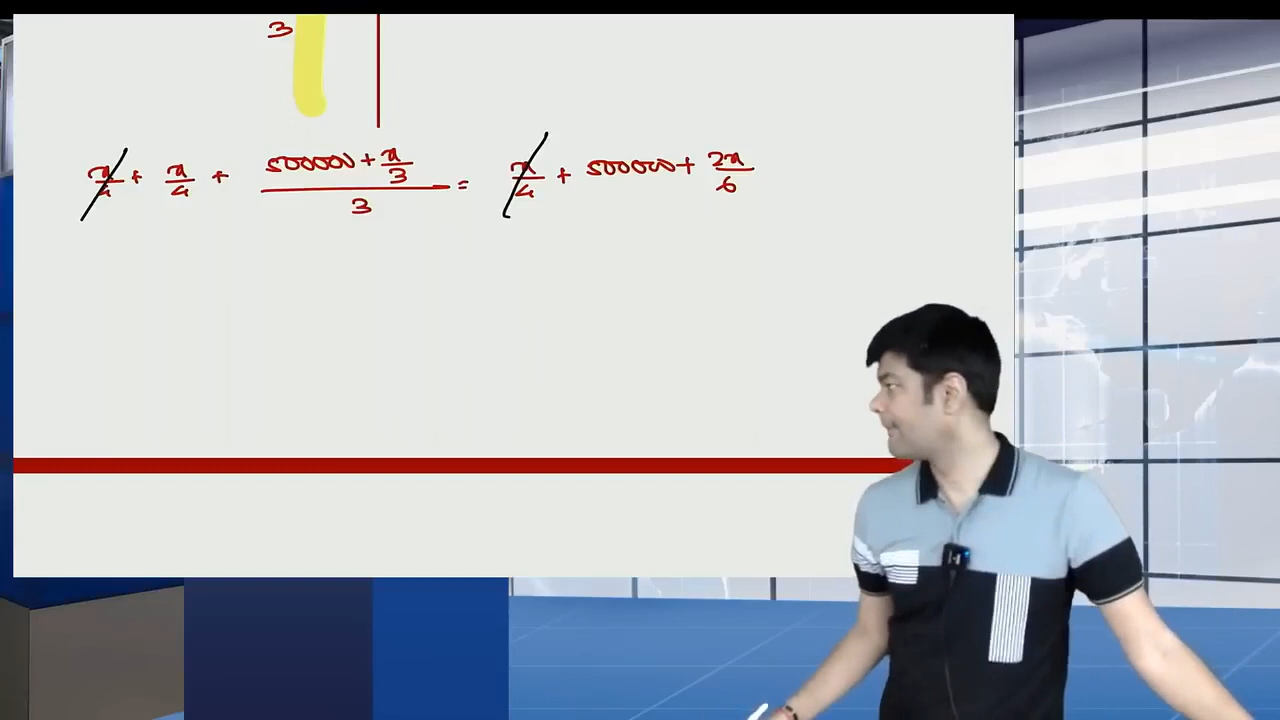 3
x/4 + x/4 + (500000 + x/3)/3 = x/4 + 500000 + 2x/6